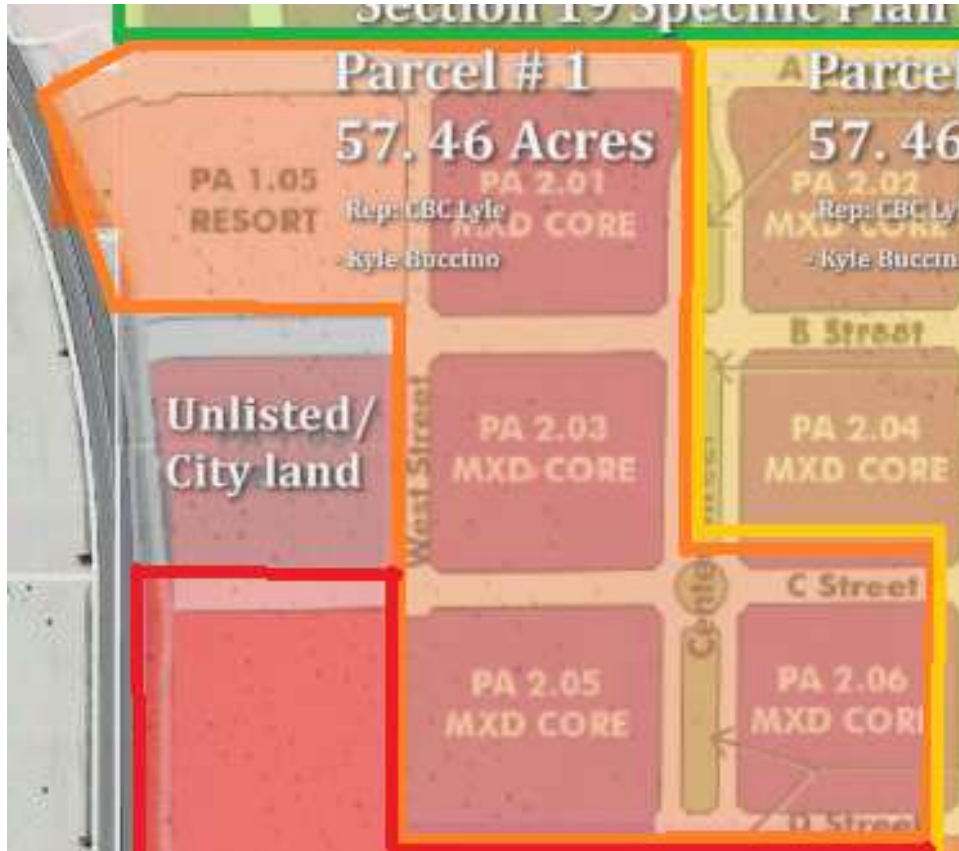 Section 19 Specific Plan
Parcel # 1
57. 46 Acres
Rep: CBC Lyle
- Kyle Buccino
PA 1.05
RESORT
PA 2.01
MXD CORE
A
Parcel
57. 46
PA 2.02
MXD CORE
Rep: CBC Ly
- Kyle Buccin
B Street
Unlisted/
City land
West Street
PA 2.03
MXD CORE
PA 2.04
MXD CORE
Center
C Street
PA 2.05
MXD CORE
PA 2.06
MXD COR
D Street